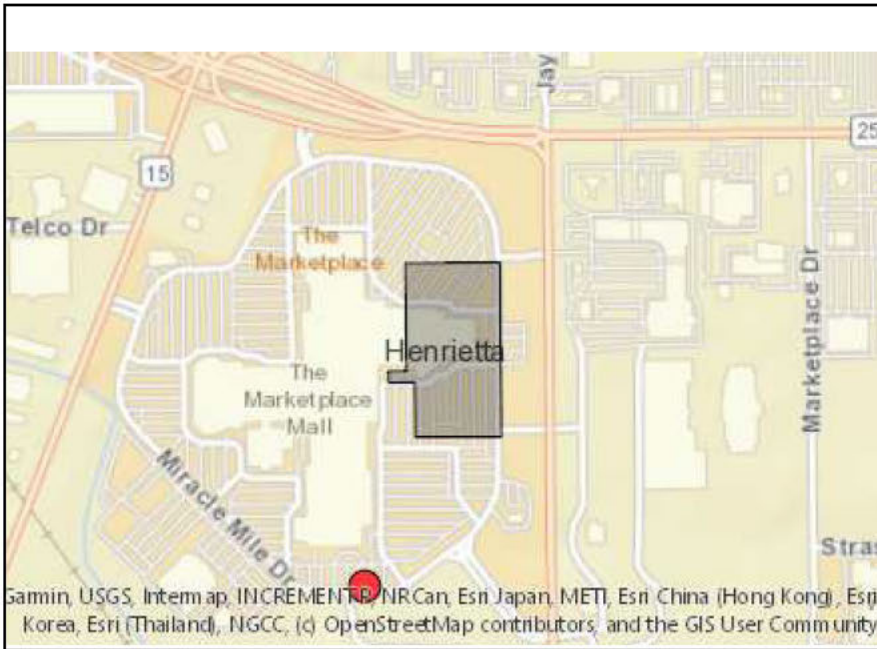 Jay
25
15
Telco Dr
The
Marketplace
Marketplace Dr
Henrietta
The
Marketplace
Mall
Miracle Mile Dr
Stras
Garmin, USGS, Intermap, INCREMENT P, NRCan, Esri Japan, METI, Esri China (Hong Kong), Esri
Korea, Esri (Thailand), NGCC, (c) OpenStreetMap contributors, and the GIS User Community